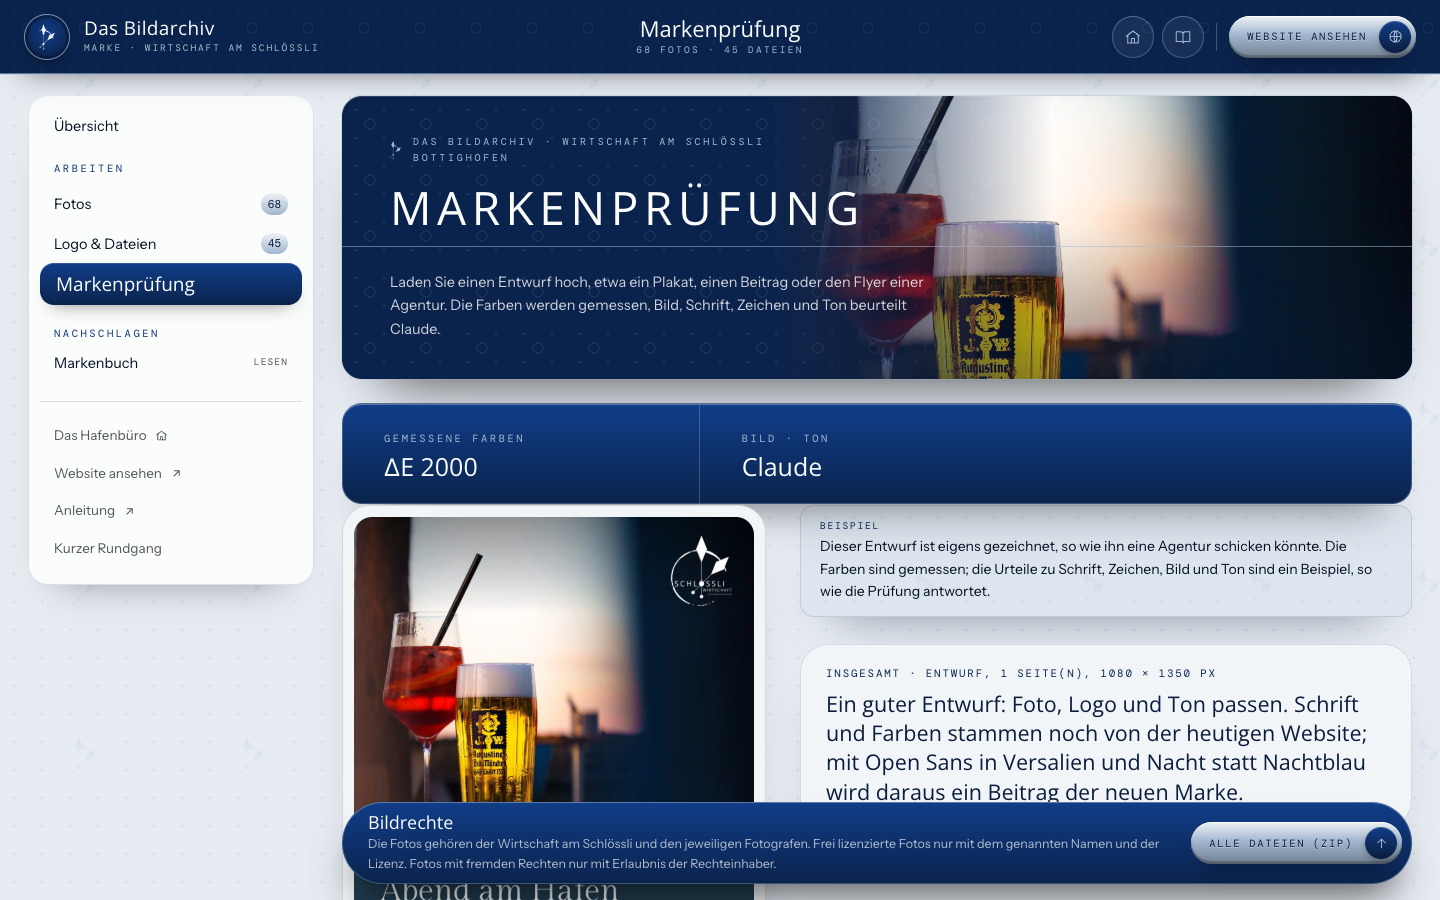 Das Bildarchiv
MARKE · WIRTSCHAFT AM SCHLÖSSLI
Markenprüfung
68 FOTOS · 45 DATEIEN
WEBSITE ANSEHEN
Übersicht
ARBEITEN
Fotos
68
Logo & Dateien
45
Markenprüfung
NACHSCHLAGEN
Markenbuch
LESEN
Das Hafenbüro
Website ansehen
Anleitung
Kurzer Rundgang
DAS BILDARCHIV · WIRTSCHAFT AM SCHLÖSSLI
BOTTIGHOFEN
MARKENPRÜFUNG
Laden Sie einen Entwurf hoch, etwa ein Plakat, einen Beitrag oder den Flyer einer
Agentur. Die Farben werden gemessen, Bild, Schrift, Zeichen und Ton beurteilt
Claude.
J.W.
Augustiner
GEMESSENE FARBEN
ΔE 2000
BILD · TON
Claude
SCHLÖSSLI
WIRTSCHAFT
J.W.
Augustiner
Bräu München
Abend am Hafen
BEISPIEL
Dieser Entwurf ist eigens gezeichnet, so wie ihn eine Agentur schicken könnte. Die
Farben sind gemessen; die Urteile zu Schrift, Zeichen, Bild und Ton sind ein Beispiel, so
wie die Prüfung antwortet.
INSGESAMT · ENTWURF, 1 SEITE(N), 1080 × 1350 PX
Ein guter Entwurf: Foto, Logo und Ton passen. Schrift
und Farben stammen noch von der heutigen Website;
mit Open Sans in Versalien und Nacht statt Nachtblau
wird daraus ein Beitrag der neuen Marke.
Bildrechte
Die Fotos gehören der Wirtschaft am Schlössli und den jeweiligen Fotografen. Frei lizenzierte Fotos nur mit dem genannten Namen und der
Lizenz. Fotos mit fremden Rechten nur mit Erlaubnis der Rechteinhaber.
ALLE DATEIEN (ZIP)